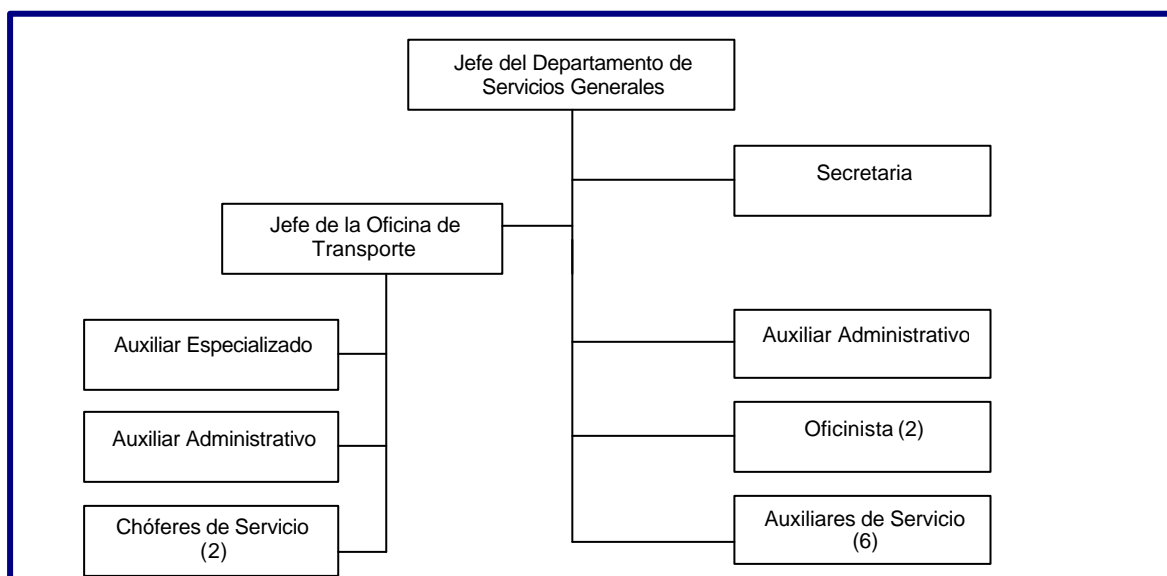 Jefe del Departamento de
Servicios Generales
Secretaria
Jefe de la Oficina de
Transporte
Auxiliar Especializado
Auxiliar Administrativo
Chóferes de Servicio
(2)
Auxiliar Administrativo
Oficinista (2)
Auxiliares de Servicio
(6)